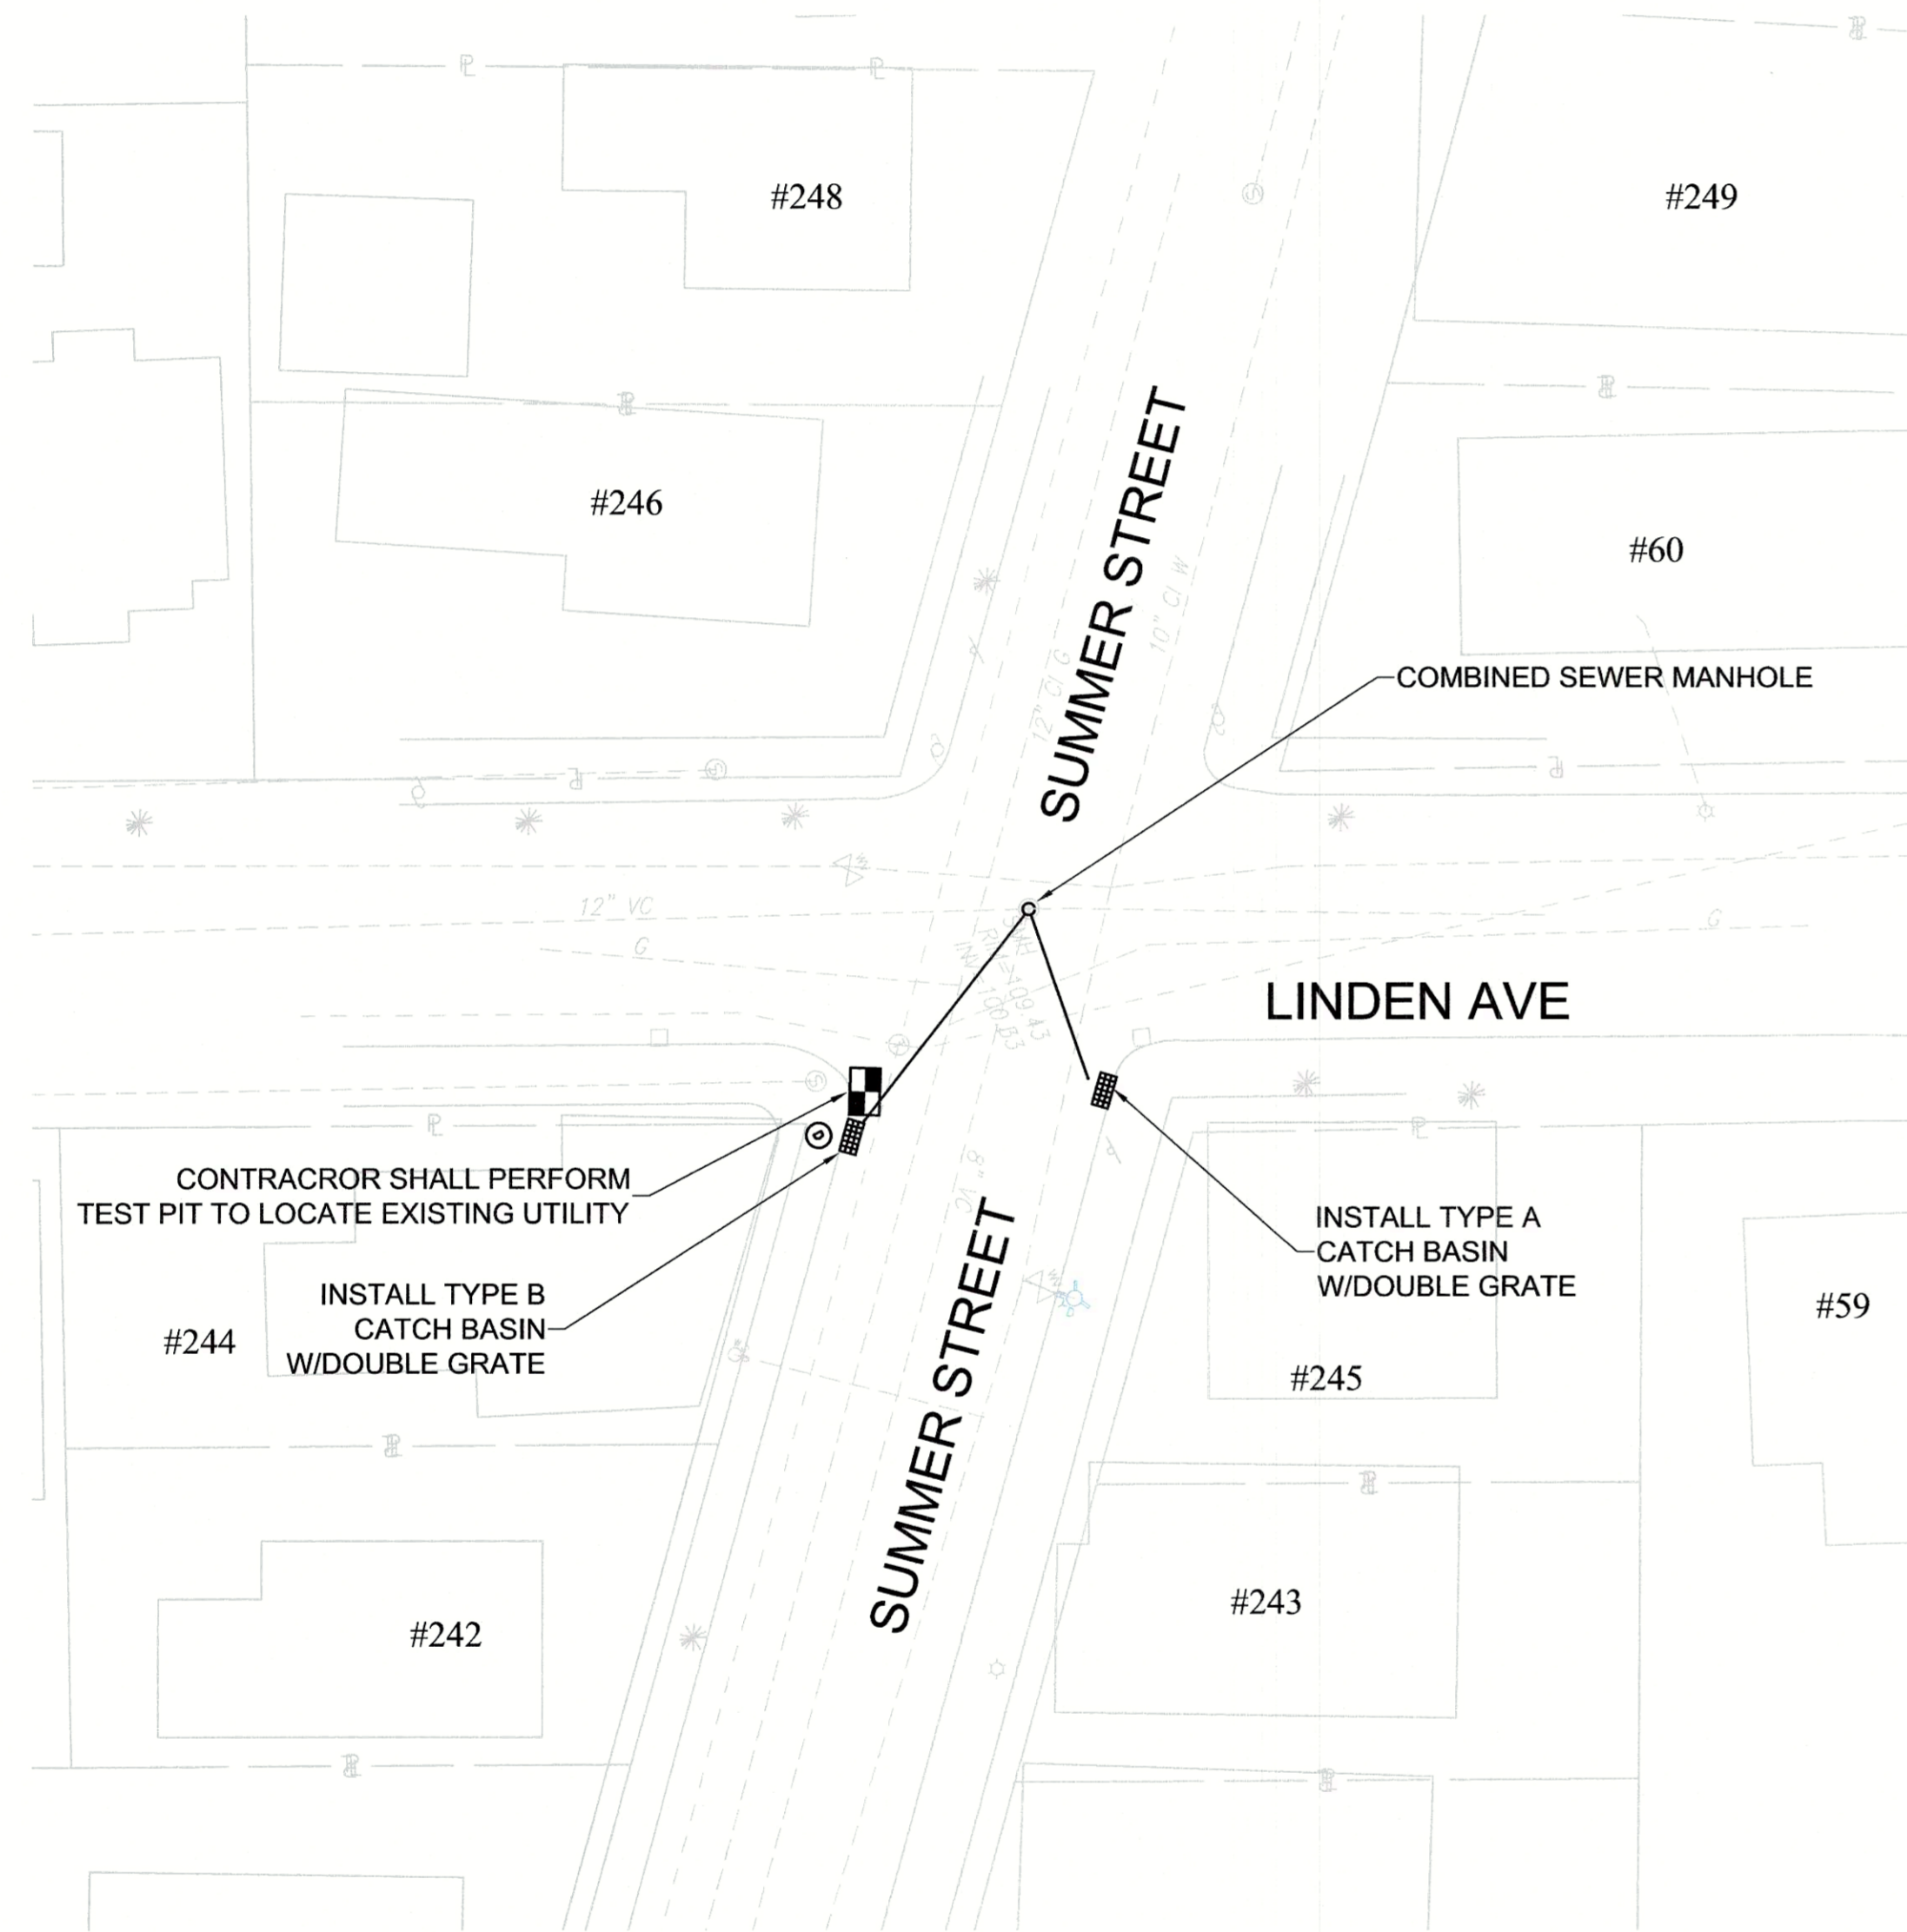 #248
#249
#246
#60
SUMMER STREET
10" CI W
12" CI G
COMBINED SEWER MANHOLE
12" VC
G
G
SMH
LINDEN AVE
CONTRACROR SHALL PERFORM
TEST PIT TO LOCATE EXISTING UTILITY
8" VC
INSTALL TYPE A
CATCH BASIN
W/DOUBLE GRATE
INSTALL TYPE B
CATCH BASIN
W/DOUBLE GRATE
#244
#59
#245
SUMMER STREET
#243
#242